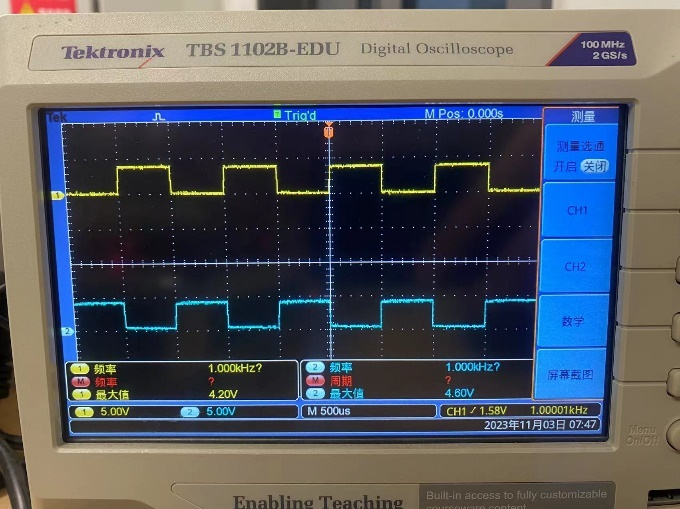 Tektronix TBS 1102B-EDU Digital Oscilloscope 100 MHz
2 GS/s
Tek T Trig'd M Pos: 0.000s 测量
T
测量选通
开启 关闭
1
CH1
CH2
2
数学
1 频率 1.000kHz? 2 频率 1.000kHz?
M 频率 ? M 周期 ?
1 最大值 4.20V 2 最大值 4.60V
屏幕截图
1 5.00V 2 5.00V M 500us CH1 1.58V 1.00001kHz
2023年11月03日 07:47
Menu
On/Off
Enabling Teaching
Built-in access to fully customizable
courseware content